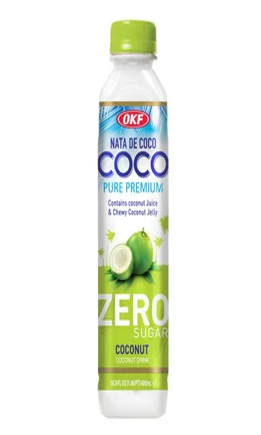 OKF
NATA DE COCO
COCO
PURE PREMIUM
Contains coconut Juice
& Chewy Coconut Jelly
ZERO
SUGAR
COCONUT
COCONUT DRINK